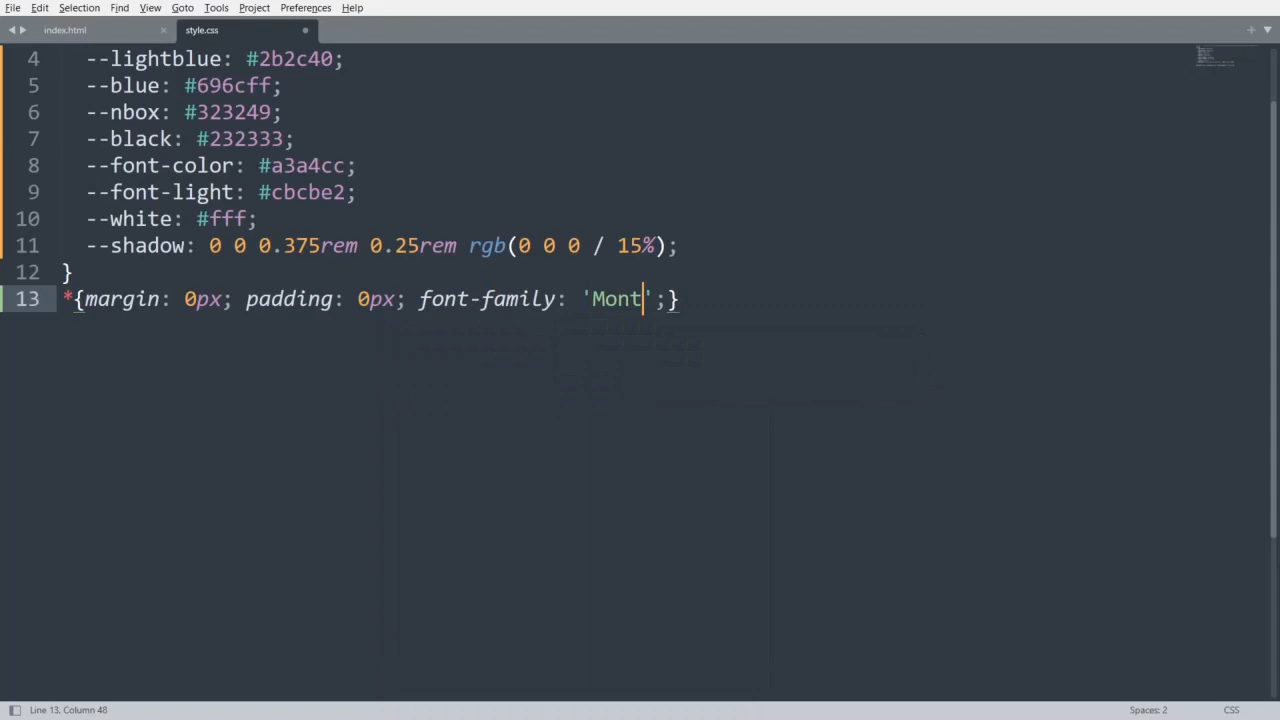 File Edit Selection Find View Goto Tools Project Preferences Help
index.html × style.css
4 --lightblue: #2b2c40;
5 --blue: #696cff;
6 --nbox: #323249;
7 --black: #232333;
8 --font-color: #a3a4cc;
9 --font-light: #cbcbe2;
10 --white: #fff;
11 --shadow: 0 0 0.375rem 0.25rem rgb(0 0 0 / 15%);
12 }
13 *{margin: 0px; padding: 0px; font-family: 'Mont';}
Line 13, Column 48 Spaces: 2 CSS